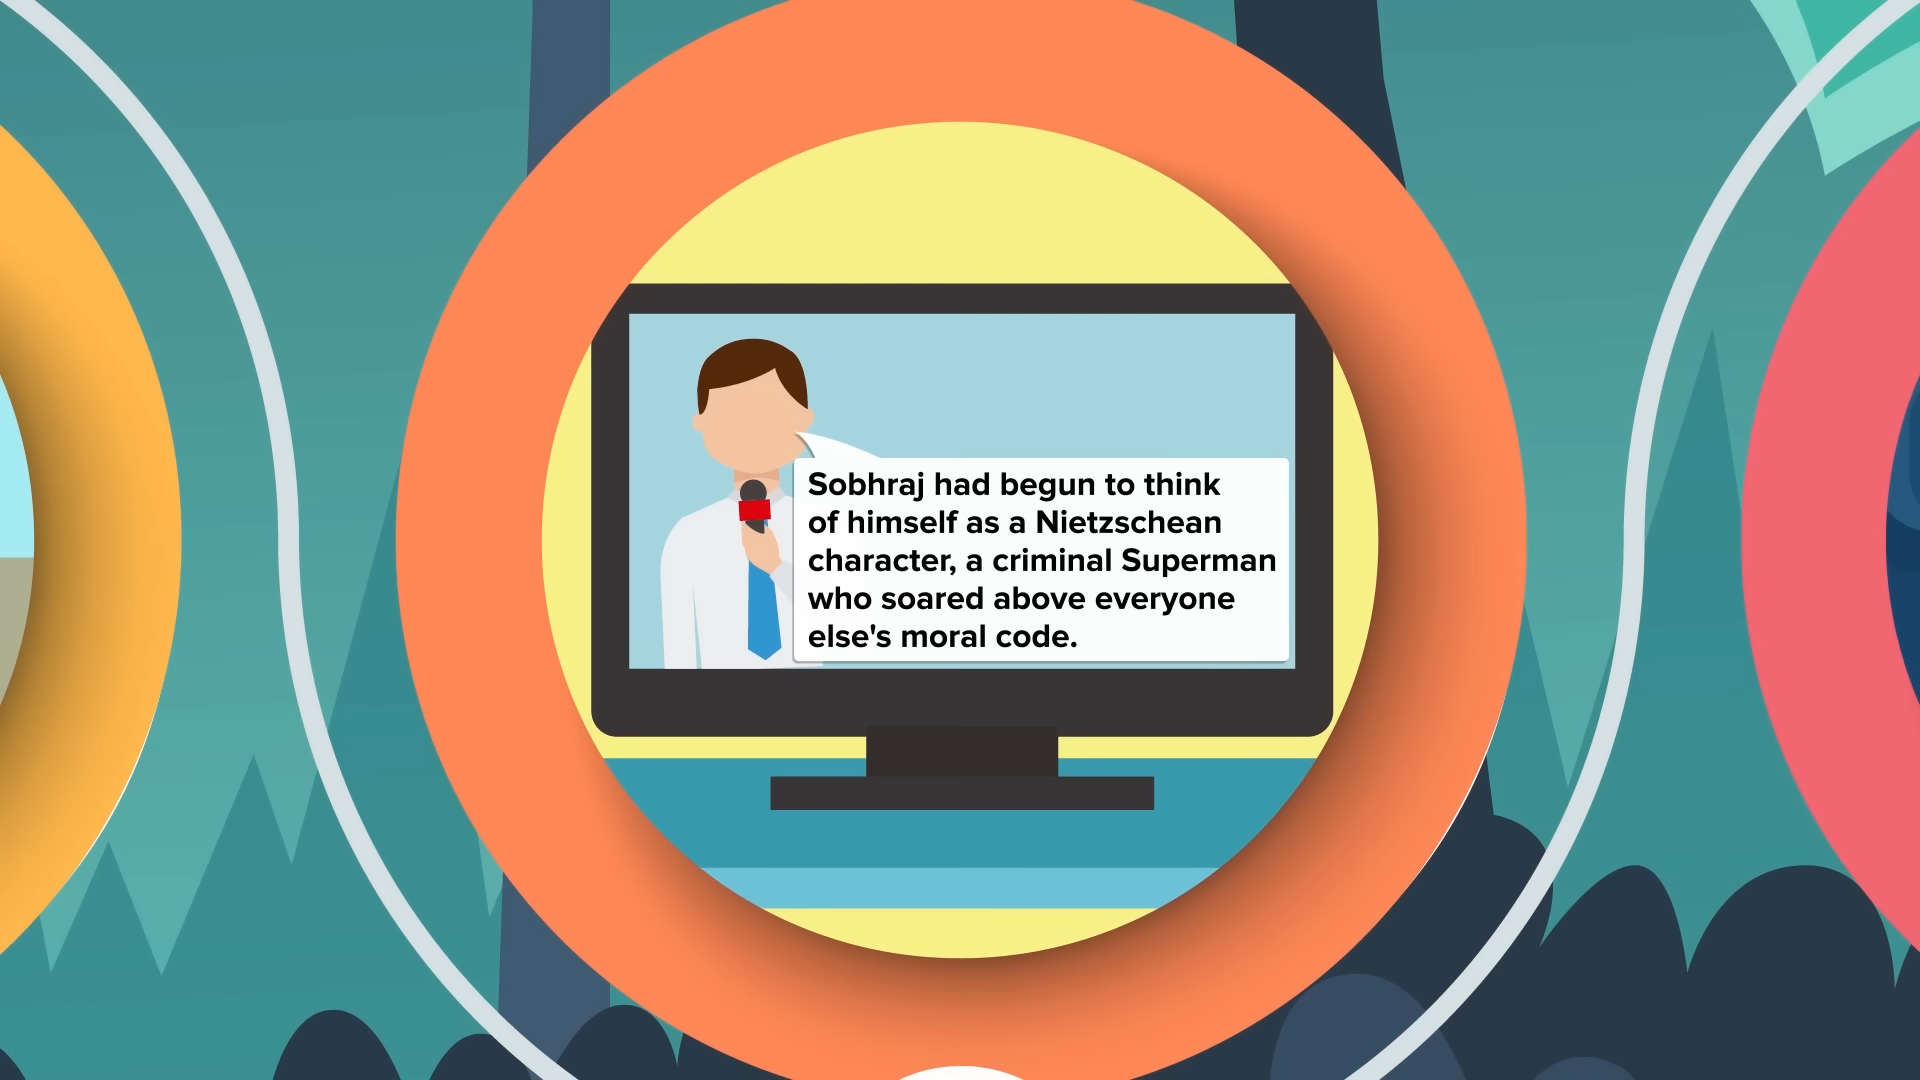 Sobhraj had begun to think
of himself as a Nietzschean
character, a criminal Superman
who soared above everyone
else's moral code.